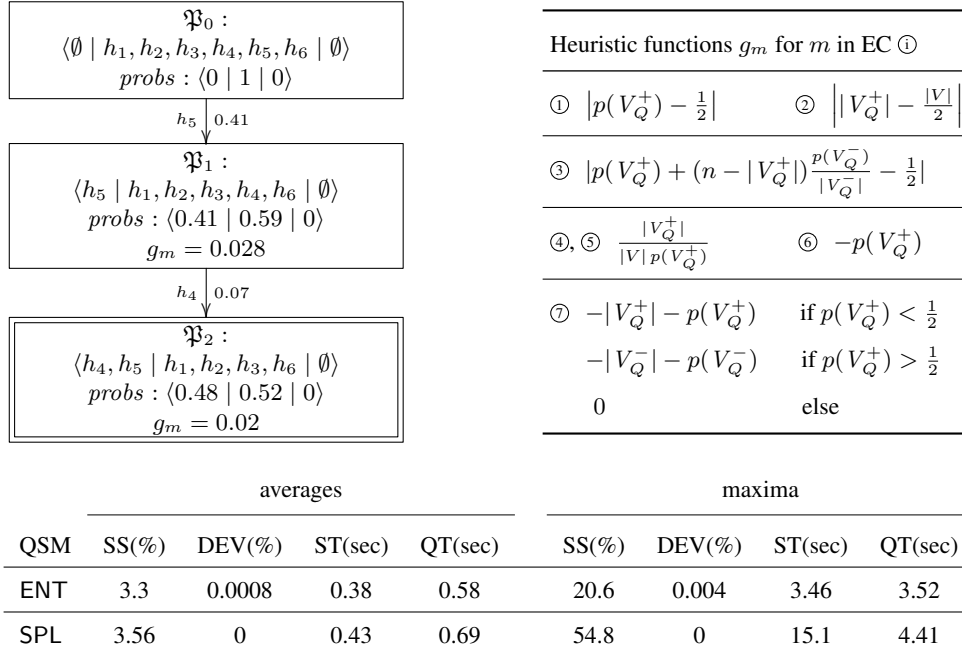 𝔓₀ :
⟨∅ | h₁, h₂, h₃, h₄, h₅, h₆ | ∅⟩
probs : ⟨0 | 1 | 0⟩
h₅ 0.41
𝔓₁ :
⟨h₅ | h₁, h₂, h₃, h₄, h₆ | ∅⟩
probs : ⟨0.41 | 0.59 | 0⟩
gₘ = 0.028
h₄ 0.07
𝔓₂ :
⟨h₄, h₅ | h₁, h₂, h₃, h₆ | ∅⟩
probs : ⟨0.48 | 0.52 | 0⟩
gₘ = 0.02
Heuristic functions gₘ for m in EC ⓘ
① |p(V_Q^+) − 1/2| ② ||V_Q^+| − |V|/2|
③ |p(V_Q^+) + (n − |V_Q^+|) p(V_Q^−)/|V_Q^−| − 1/2|
④, ⑤ |V_Q^+| / (|V| p(V_Q^+)) ⑥ −p(V_Q^+)
⑦ −|V_Q^+| − p(V_Q^+) if p(V_Q^+) < 1/2
−|V_Q^−| − p(V_Q^−) if p(V_Q^+) > 1/2
0 else
averages maxima
QSM SS(%) DEV(%) ST(sec) QT(sec) SS(%) DEV(%) ST(sec) QT(sec)
ENT 3.3 0.0008 0.38 0.58 20.6 0.004 3.46 3.52
SPL 3.56 0 0.43 0.69 54.8 0 15.1 4.41